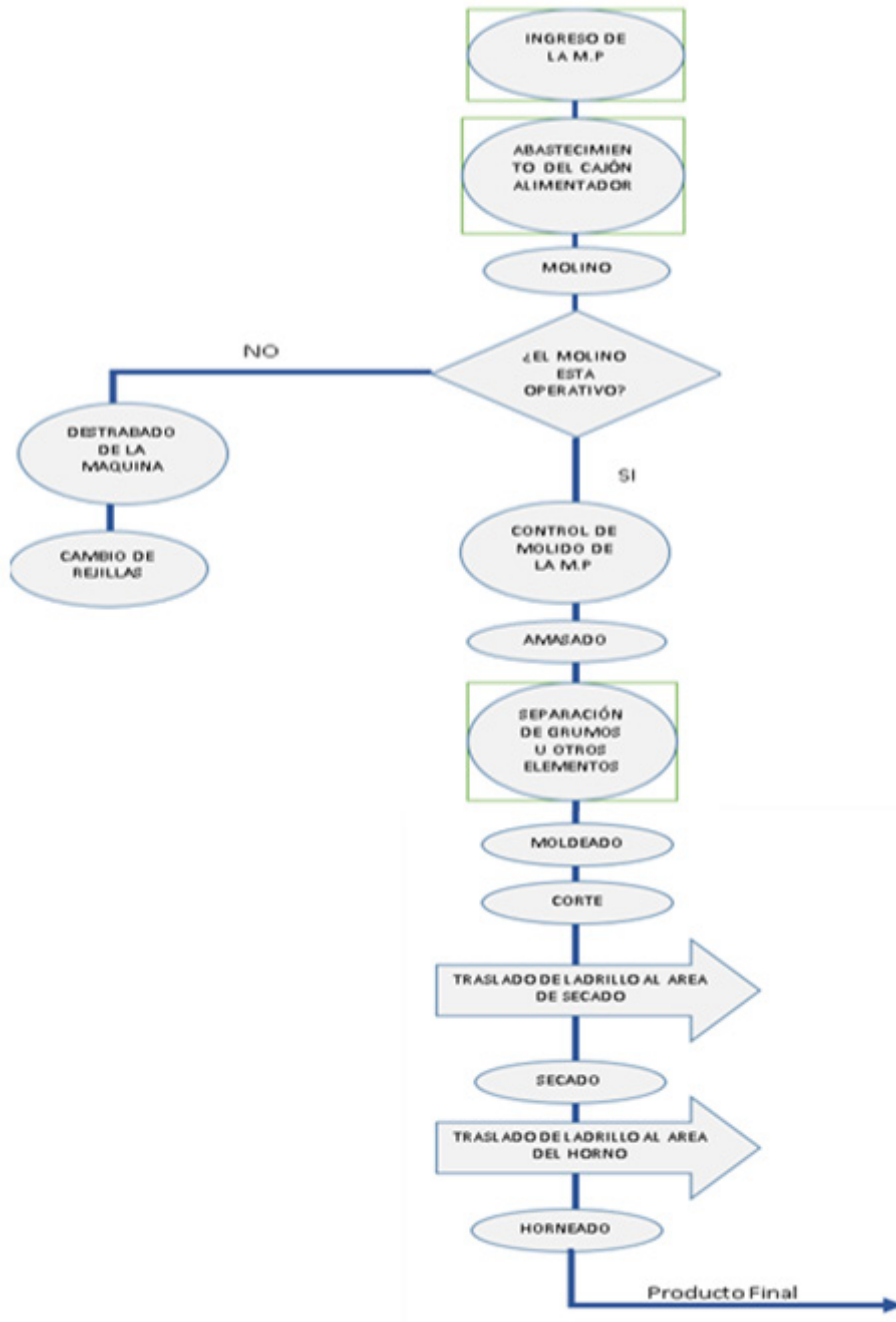 INGRESO DE
LA M.P
ABASTECIMIEN
TO DEL CAJÓN
ALIMENTADOR
MOLINO
¿EL MOLINO
ESTA
OPERATIVO?
NO
DESTRABADO
DE LA
MAQUINA
CAMBIO DE
REJILLAS
SI
CONTROL DE
MOLIDO DE
LA M.P
AMASADO
SEPARACIÓN
DE GRUMOS
U OTROS
ELEMENTOS
MOLDEADO
CORTE
TRASLADO DE LADRILLO AL AREA
DE SECADO
SECADO
TRASLADO DE LADRILLO AL AREA
DEL HORNO
HORNEADO
Producto Final